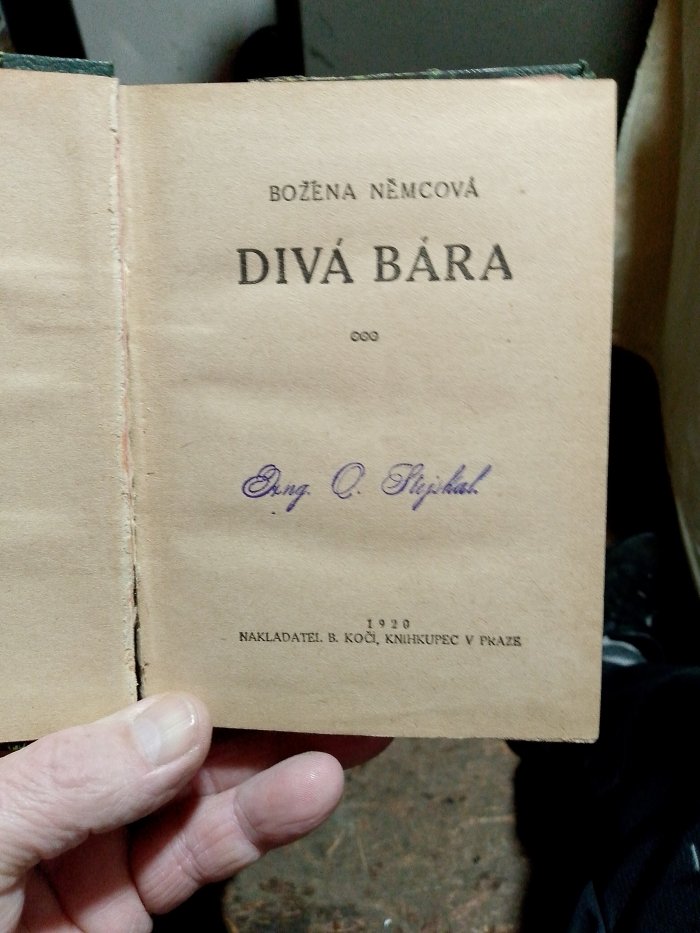 BOŽENA NĚMCOVÁ
DIVÁ BÁRA
Ing. O. Stejskal.
1920
NAKLADATEL B. KOČÍ, KNIHKUPEC V PRAZE